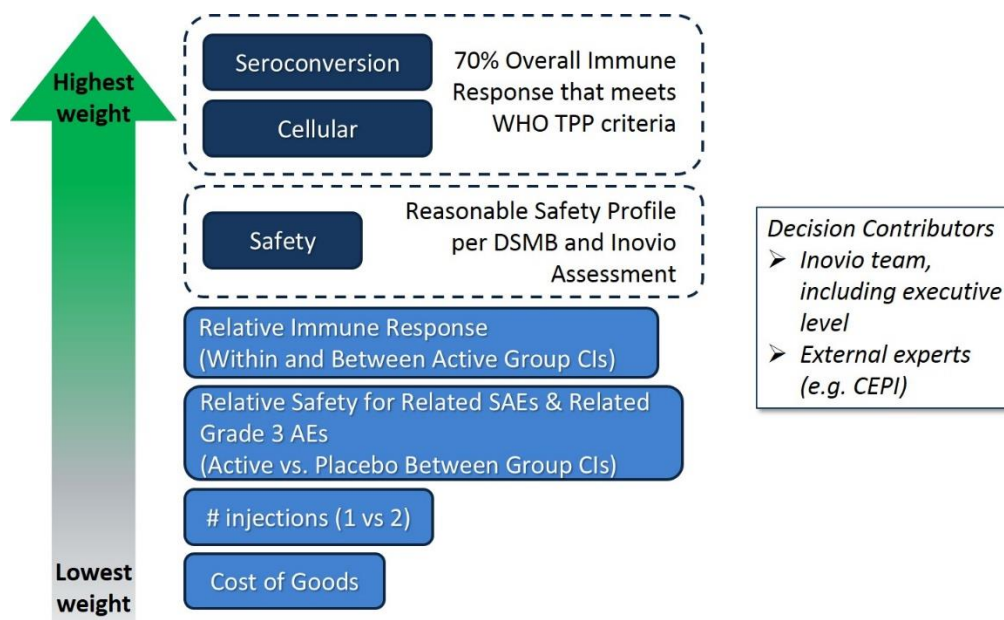 Highest
weight
Seroconversion
Cellular
70% Overall Immune
Response that meets
WHO TPP criteria
Safety
Reasonable Safety Profile
per DSMB and Inovio
Assessment
Relative Immune Response
(Within and Between Active Group CIs)
Relative Safety for Related SAEs & Related
Grade 3 AEs
(Active vs. Placebo Between Group CIs)
# injections (1 vs 2)
Cost of Goods
Lowest
weight
Decision Contributors
➢ Inovio team,
including executive
level
➢ External experts
(e.g. CEPI)